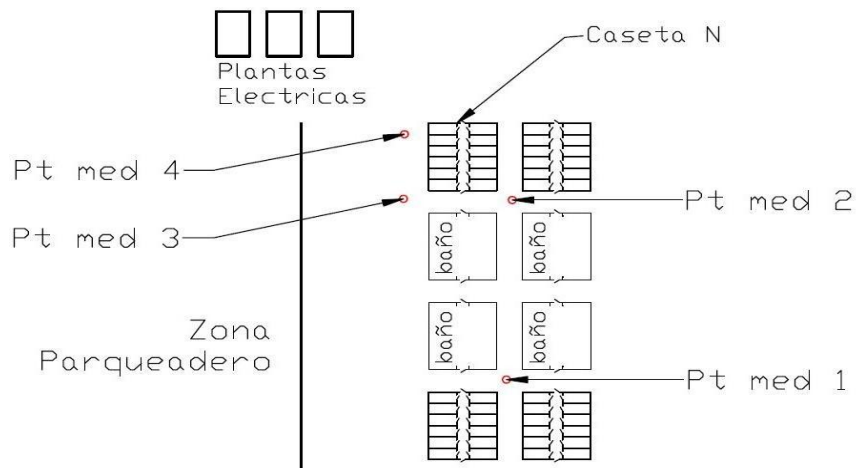 Caseta N
Plantas
Electricas
Pt med 4
Pt med 2
Pt med 3
baño
baño
Zona
Parqueadero
baño
baño
Pt med 1